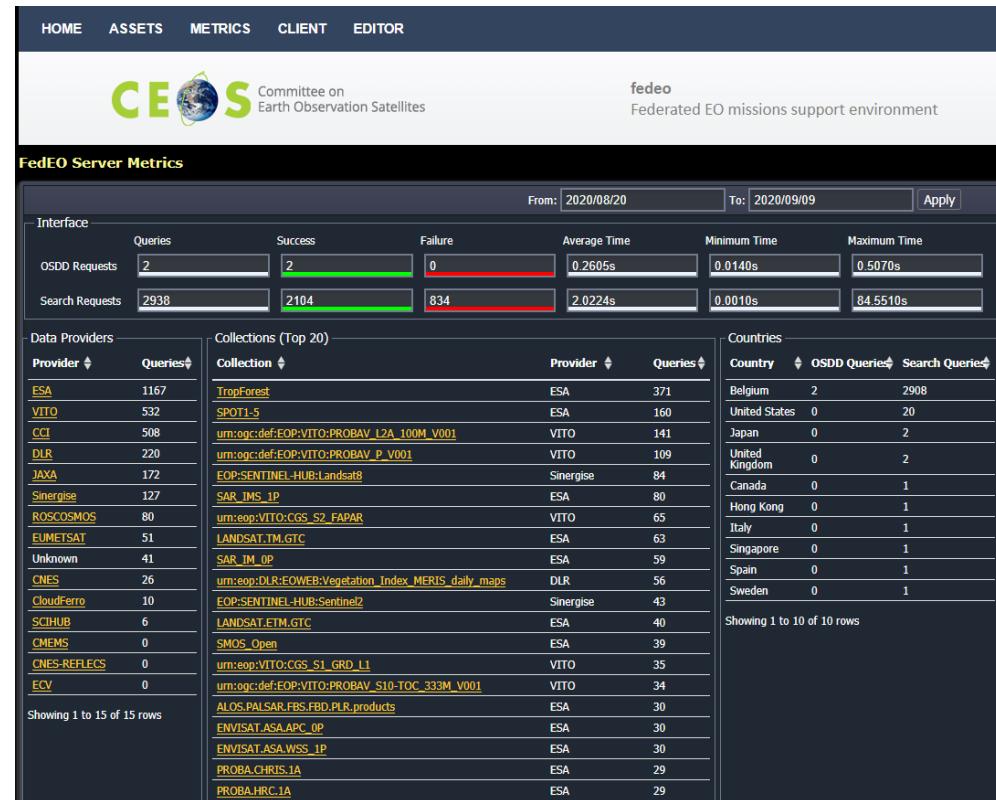 HOME ASSETS METRICS CLIENT EDITOR
CEOS Committee on
Earth Observation Satellites
fedeo
Federated EO missions support environment
FedEO Server Metrics
From: 2020/08/20 To: 2020/09/09 Apply
Interface
Queries Success Failure Average Time Minimum Time Maximum Time
OSDD Requests 2 2 0 0.2605s 0.0140s 0.5070s
Search Requests 2938 2104 834 2.0224s 0.0010s 84.5510s
Data Providers
Provider Queries
ESA 1167
VITO 532
CCI 508
DLR 220
JAXA 172
Sinergise 127
ROSCOSMOS 80
EUMETSAT 51
Unknown 41
CNES 26
CloudFerro 10
SCIHUB 6
CMEMS 0
CNES-REFLECS 0
ECV 0
Showing 1 to 15 of 15 rows
Collections (Top 20)
Collection Provider Queries
TropForest ESA 371
SPOT1-5 ESA 160
urn:ogc:def:EOP:VITO:PROBAV_L2A_100M_V001 VITO 141
urn:ogc:def:EOP:VITO:PROBAV_P_V001 VITO 109
EOP:SENTINEL-HUB:Landsat8 Sinergise 84
SAR_IMS_1P ESA 80
urn:eop:VITO:CGS_S2_FAPAR VITO 65
LANDSAT.TM.GTC ESA 63
SAR_IM_0P ESA 59
urn:eop:DLR:EOWEB:Vegetation_Index_MERIS_daily_maps DLR 56
EOP:SENTINEL-HUB:Sentinel2 Sinergise 43
LANDSAT.ETM.GTC ESA 40
SMOS_Open ESA 39
urn:eop:VITO:CGS_S1_GRD_L1 VITO 35
urn:ogc:def:EOP:VITO:PROBAV_S10-TOC_333M_V001 VITO 34
ALOS.PALSAR.FBS.FBD.PLR.products ESA 30
ENVISAT.ASA.APC_0P ESA 30
ENVISAT.ASA.WSS_1P ESA 30
PROBA.CHRIS.1A ESA 29
PROBA.HRC.1A ESA 29
Countries
Country OSDD Queries Search Queries
Belgium 2 2908
United States 0 20
Japan 0 2
United
Kingdom 0 2
Canada 0 1
Hong Kong 0 1
Italy 0 1
Singapore 0 1
Spain 0 1
Sweden 0 1
Showing 1 to 10 of 10 rows